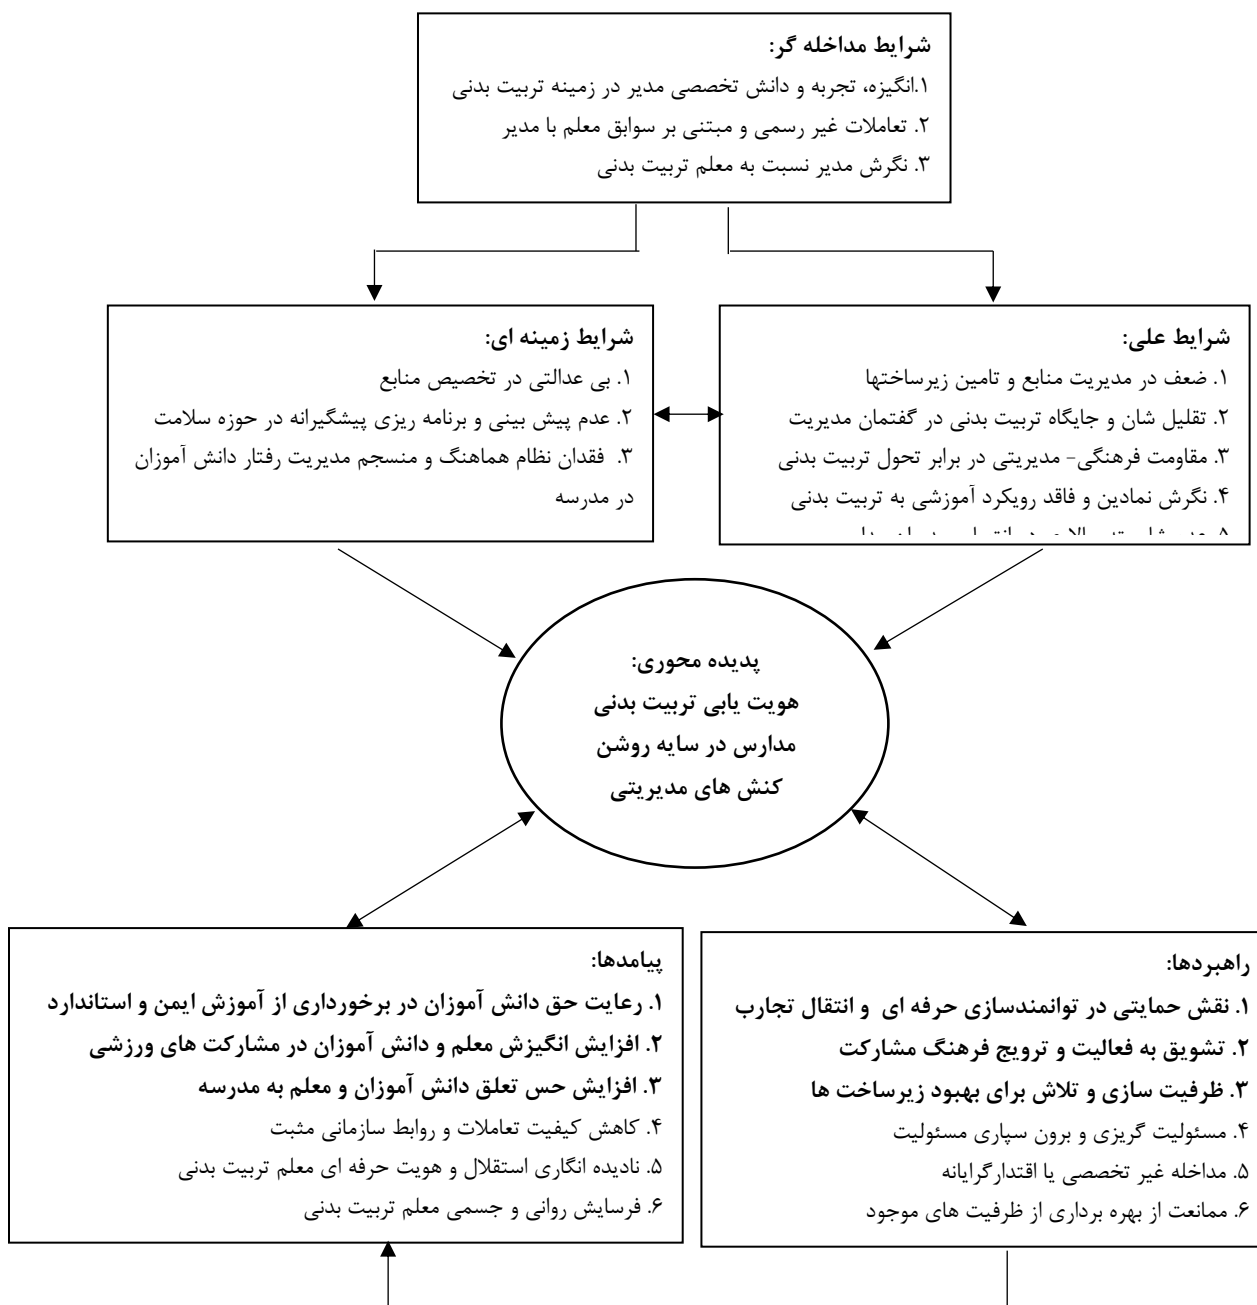 شرایط مداخله گر:
۱.انگیزه، تجربه و دانش تخصصی مدیر در زمینه تربیت بدنی
۲. تعاملات غیر رسمی و مبتنی بر سوابق معلم با مدیر
۳. نگرش مدیر نسبت به معلم تربیت بدنی
شرایط علی:
۱. ضعف در مدیریت منابع و تامین زیرساختها
۲. تقلیل شان و جایگاه تربیت بدنی در گفتمان مدیریت
۳. مقاومت فرهنگی- مدیریتی در برابر تحول تربیت بدنی
۴. نگرش نمادین و فاقد رویکرد آموزشی به تربیت بدنی
شرایط زمینه ای:
۱. بی عدالتی در تخصیص منابع
۲. عدم پیش بینی و برنامه ریزی پیشگیرانه در حوزه سلامت
۳. فقدان نظام هماهنگ و منسجم مدیریت رفتار دانش آموزان
در مدرسه
پدیده محوری:
هویت یابی تربیت بدنی
مدارس در سایه روشن
کنش های مدیریتی
راهبردها:
۱. نقش حمایتی در توانمندسازی حرفه ای و انتقال تجارب
۲. تشویق به فعالیت و ترویج فرهنگ مشارکت
۳. ظرفیت سازی و تلاش برای بهبود زیرساخت ها
۴. مسئولیت گریزی و برون سپاری مسئولیت
۵. مداخله غیر تخصصی یا اقتدارگرایانه
۶. ممانعت از بهره برداری از ظرفیت های موجود
پیامدها:
۱. رعایت حق دانش آموزان در برخورداری از آموزش ایمن و استاندارد
۲. افزایش انگیزش معلم و دانش آموزان در مشارکت های ورزشی
۳. افزایش حس تعلق دانش آموزان و معلم به مدرسه
۴. کاهش کیفیت تعاملات و روابط سازمانی مثبت
۵. نادیده انگاری استقلال و هویت حرفه ای معلم تربیت بدنی
۶. فرسایش روانی و جسمی معلم تربیت بدنی